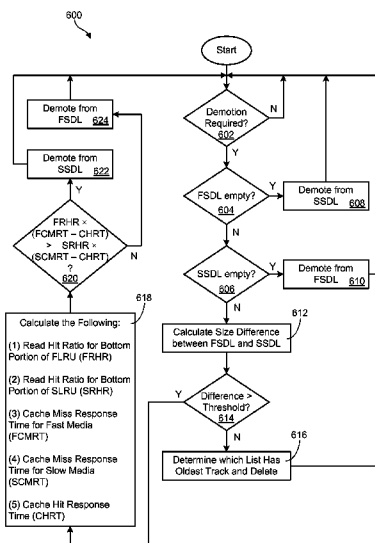 600
Start
Demotion
Required?
602
N
Y
FSDL empty?
604
Y
Demote from
SSDL
608
N
SSDL empty?
606
Y
Demote from
FSDL
610
N
Calculate Size Difference
between FSDL and SSDL
612
Difference >
Threshold?
614
Y
N
Determine which List Has
Oldest Track and Delete
616
Demote from
FSDL
624
Demote from
SSDL
622
Y
FRHR ×
(FCMRT – CHRT)
> SRHR ×
(SCMRT – CHRT)
?
620
N
618
Calculate the Following:
(1) Read Hit Ratio for Bottom
Portion of FLRU (FRHR)
(2) Read Hit Ratio for Bottom
Portion of SLRU (SRHR)
(3) Cache Miss Response
Time for Fast Media
(FCMRT)
(4) Cache Miss Response
Time for Slow Media
(SCMRT)
(5) Cache Hit Response
Time (CHRT)